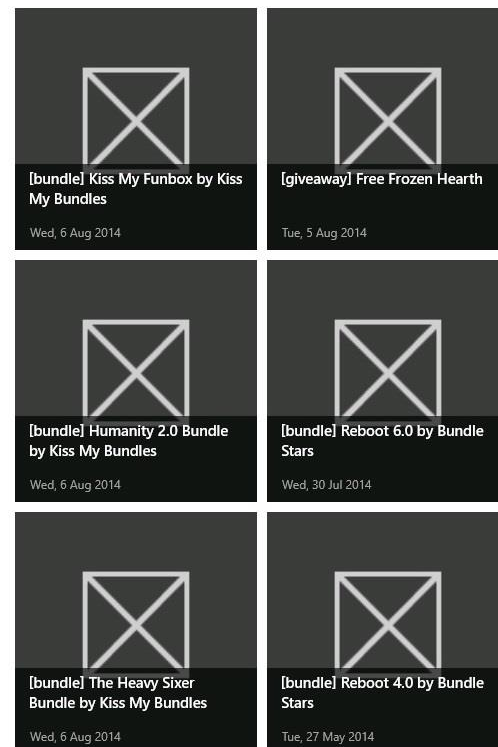 [bundle] Kiss My Funbox by Kiss
My Bundles
Wed, 6 Aug 2014
[giveaway] Free Frozen Hearth
Tue, 5 Aug 2014
[bundle] Humanity 2.0 Bundle
by Kiss My Bundles
Wed, 6 Aug 2014
[bundle] Reboot 6.0 by Bundle
Stars
Wed, 30 Jul 2014
[bundle] The Heavy Sixer
Bundle by Kiss My Bundles
Wed, 6 Aug 2014
[bundle] Reboot 4.0 by Bundle
Stars
Tue, 27 May 2014